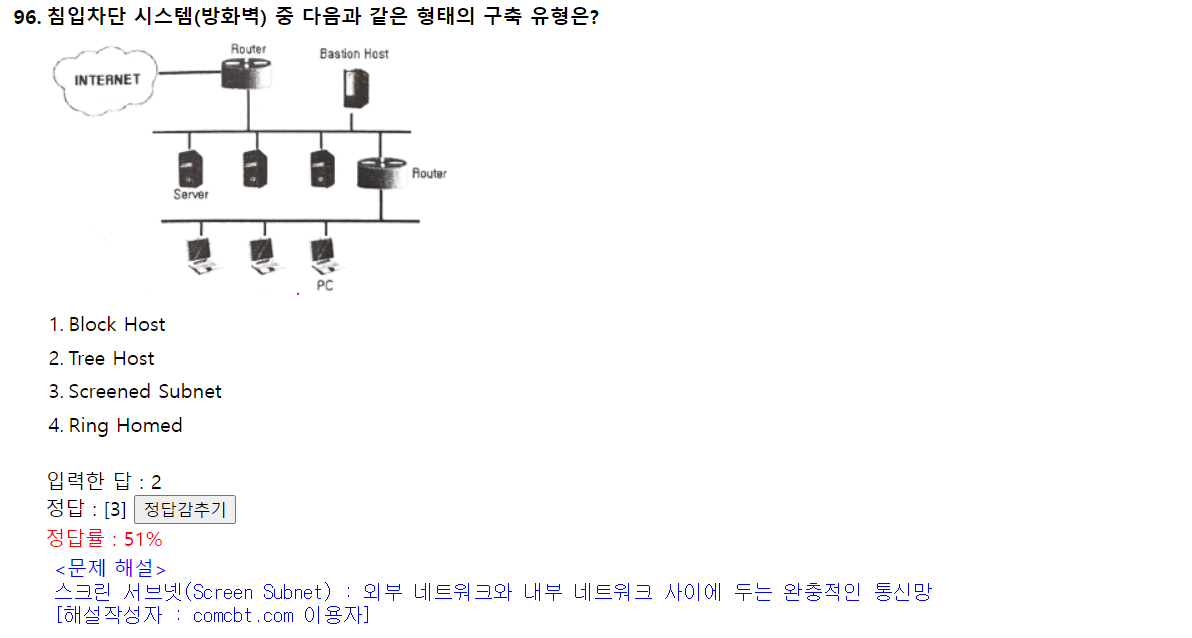 96. 침입차단 시스템(방화벽) 중 다음과 같은 형태의 구축 유형은?
Router
Bastion Host
INTERNET
Router
Server
PC
1. Block Host
2. Tree Host
3. Screened Subnet
4. Ring Homed
입력한 답 : 2
정답 : [3] 정답감추기
정답률 : 51%
<문제 해설>
스크린 서브넷(Screen Subnet) : 외부 네트워크와 내부 네트워크 사이에 두는 완충적인 통신망
[해설작성자 : comcbt.com 이용자]